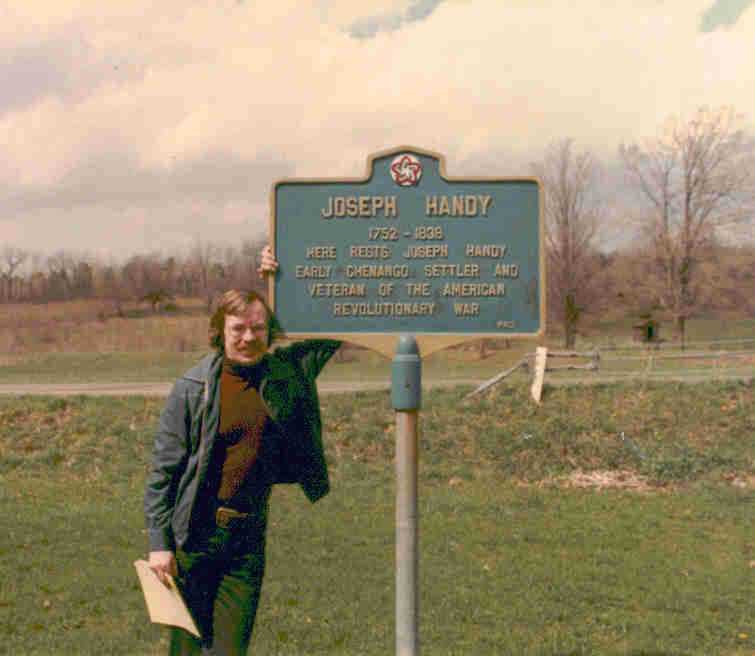 JOSEPH HANDY
1752 - 1838
HERE RESTS JOSEPH HANDY
EARLY CHENANGO SETTLER AND
VETERAN OF THE AMERICAN
REVOLUTIONARY WAR